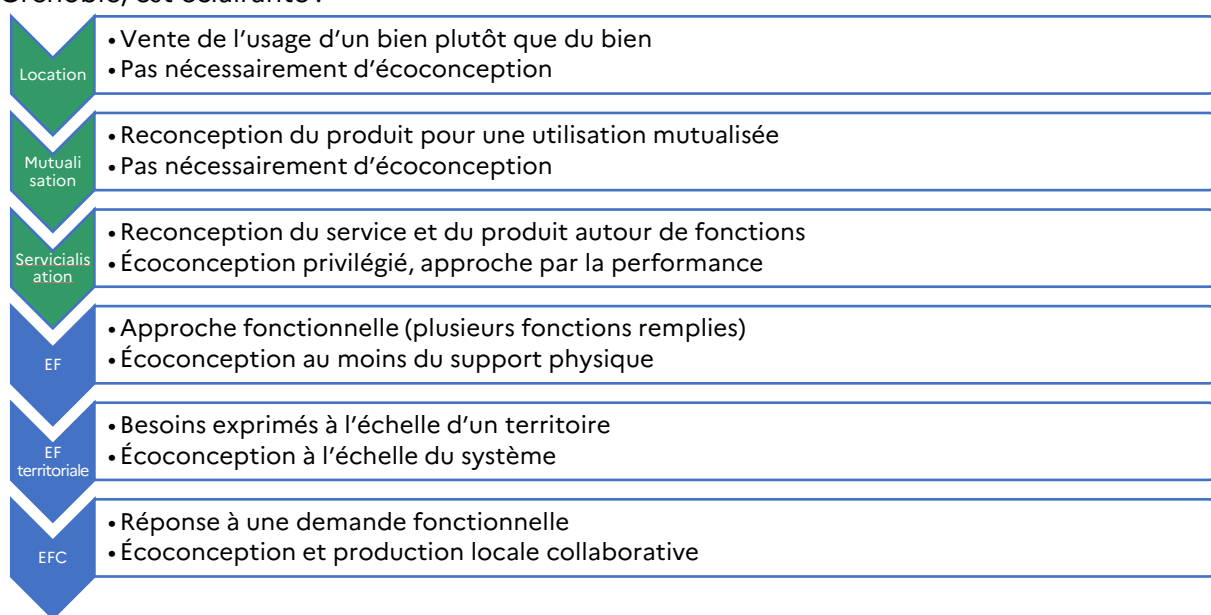 Grenoble, est éclairante :
Location
• Vente de l'usage d'un bien plutôt que du bien
• Pas nécessairement d'écoconception
Mutuali
sation
• Reconception du produit pour une utilisation mutualisée
• Pas nécessairement d'écoconception
Servicialis
ation
• Reconception du service et du produit autour de fonctions
• Écoconception privilégié, approche par la performance
EF
• Approche fonctionnelle (plusieurs fonctions remplies)
• Écoconception au moins du support physique
EF
territoriale
• Besoins exprimés à l'échelle d'un territoire
• Écoconception à l'échelle du système
EFC
• Réponse à une demande fonctionnelle
• Écoconception et production locale collaborative